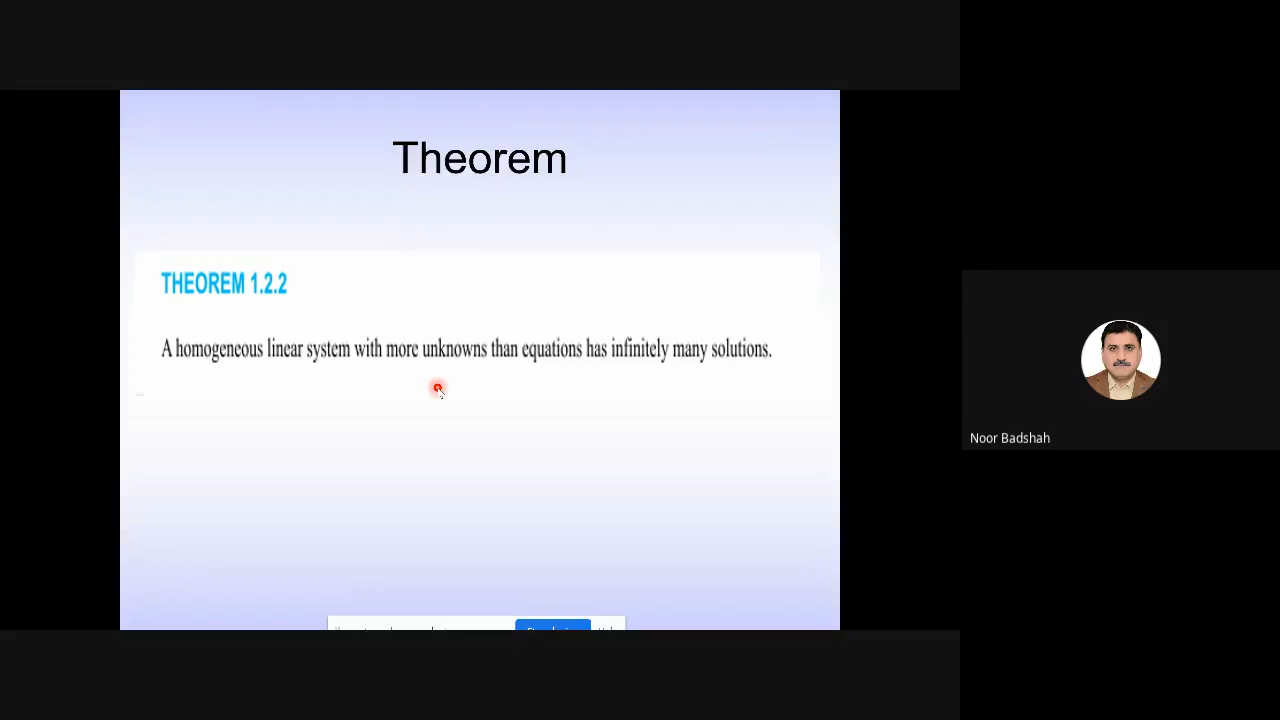 Theorem
THEOREM 1.2.2
A homogeneous linear system with more unknowns than equations has infinitely many solutions.
Noor Badshah